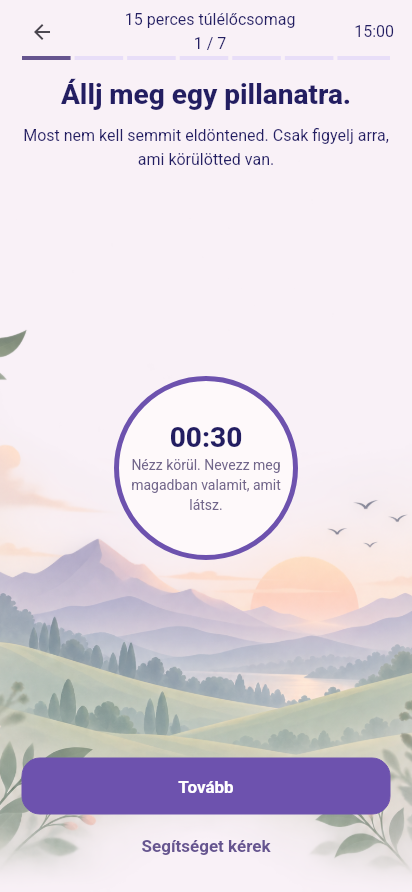 15 perces túlélőcsomag
1 / 7
15:00
Állj meg egy pillanatra.
Most nem kell semmit eldöntened. Csak figyelj arra,
ami körülötted van.
00:30
Nézz körül. Nevezz meg
magadban valamit, amit
látsz.
Tovább
Segítséget kérek